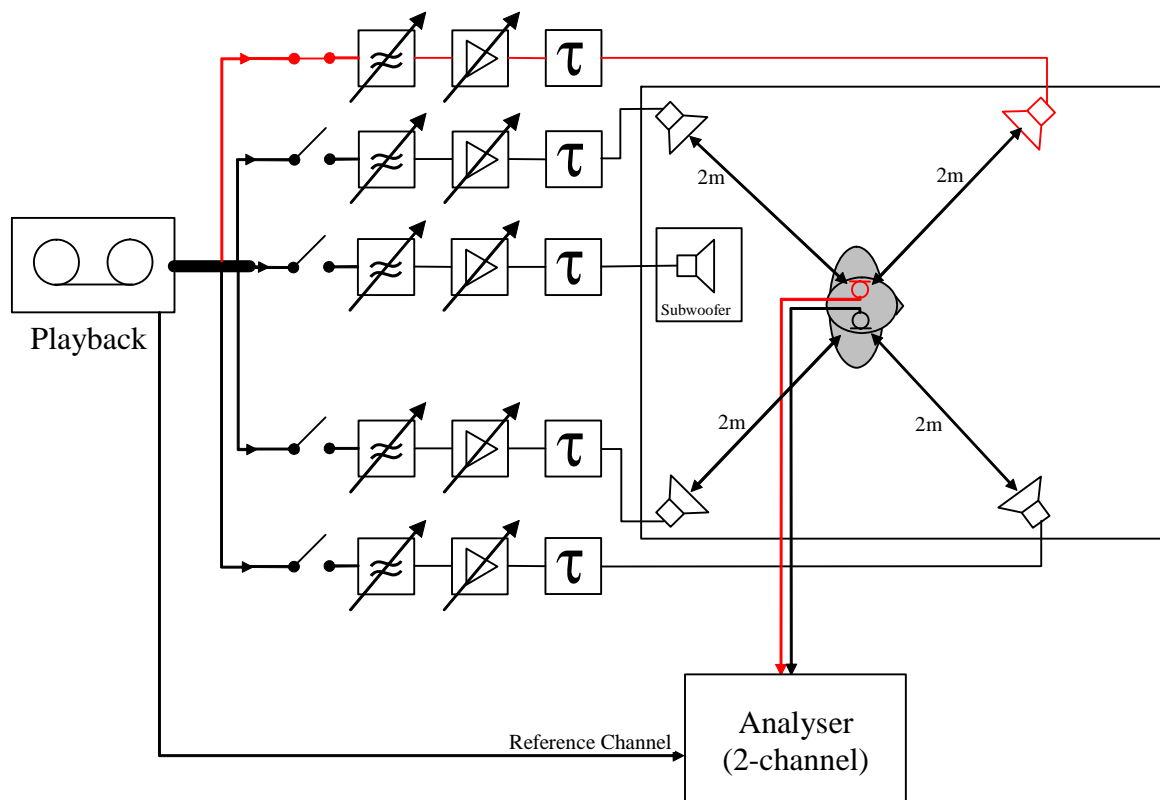 τ
τ
2m
2m
τ
Subwoofer
Playback
2m
2m
τ
τ
Analyser
(2-channel)
Reference Channel